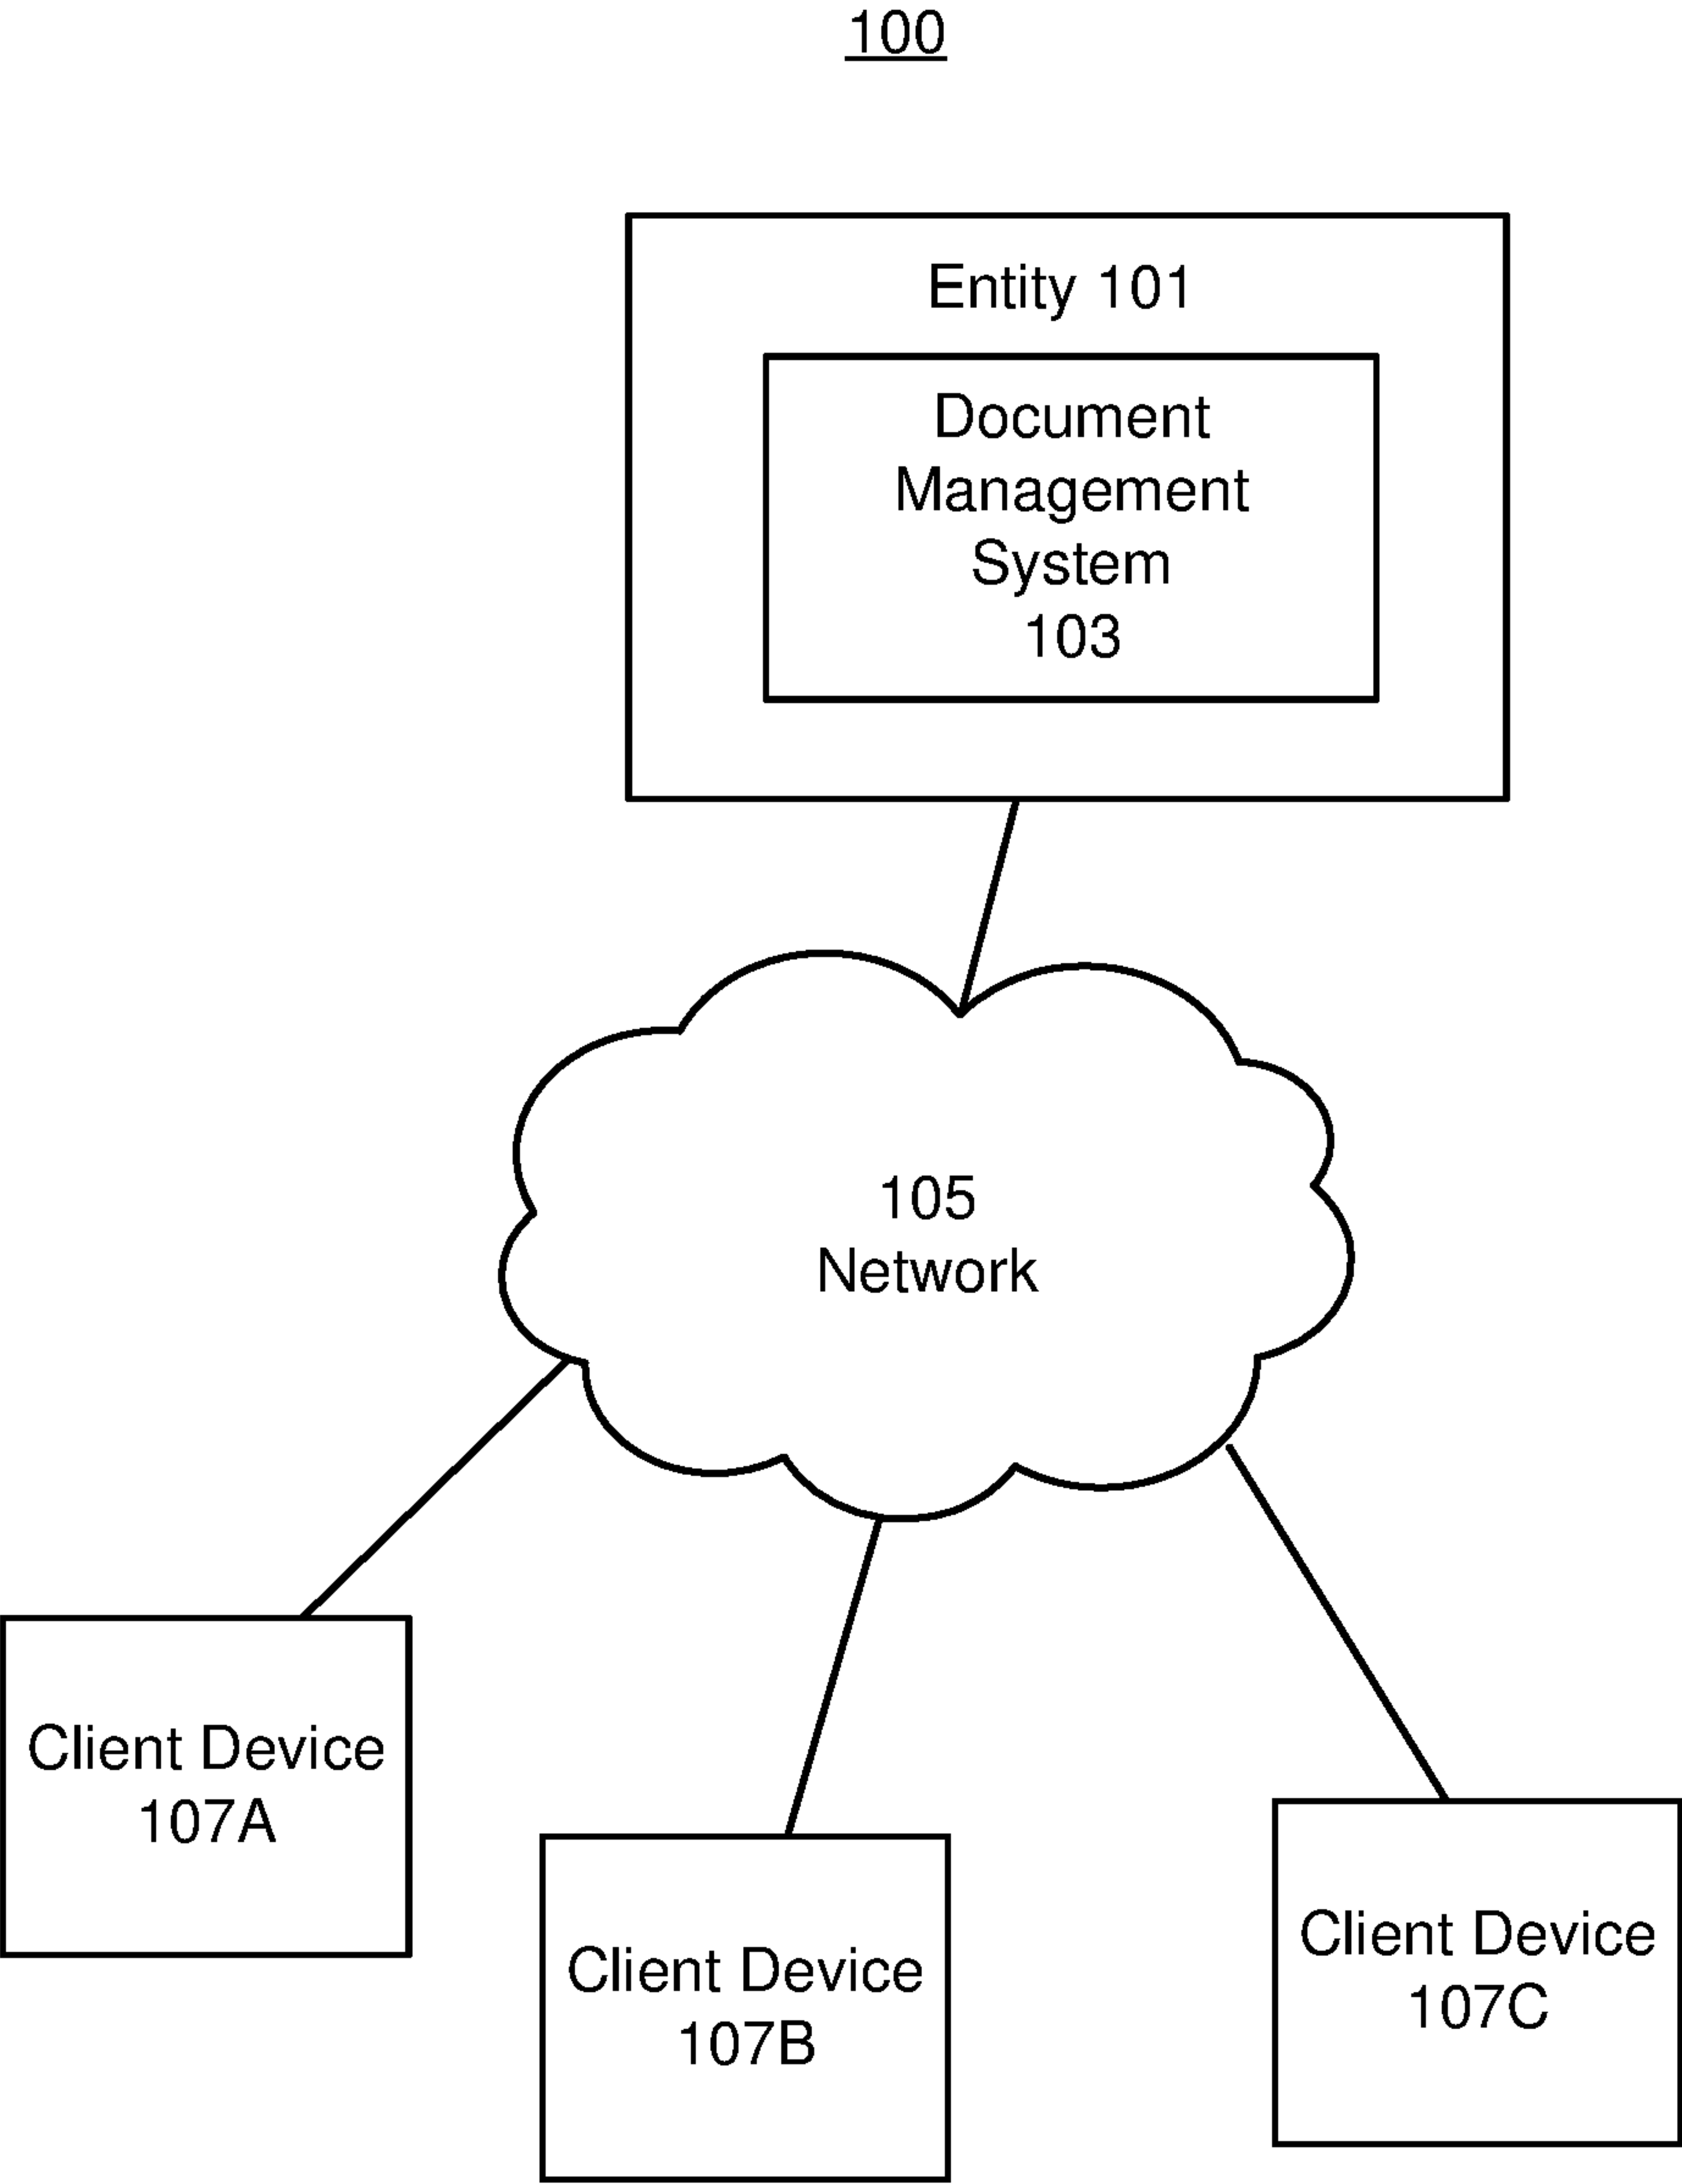 100
Entity 101
Document
Management
System
103
105
Network
Client Device
107A
Client Device
107B
Client Device
107C